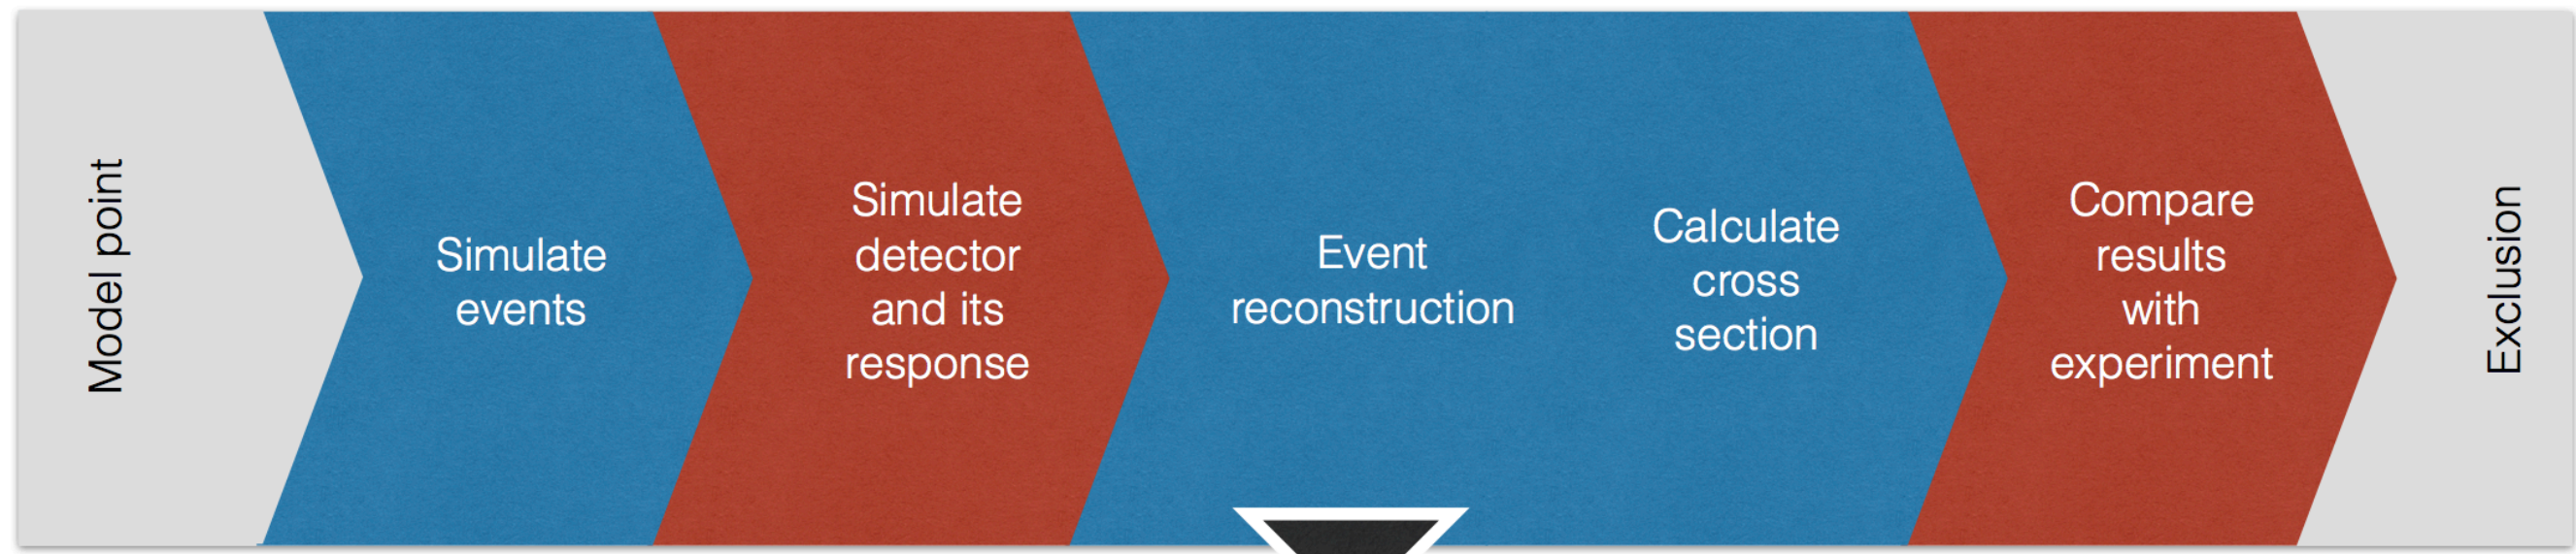 Model point
Simulate
events
Simulate
detector
and its
response
Event
reconstruction
Calculate
cross
section
Compare
results
with
experiment
Exclusion